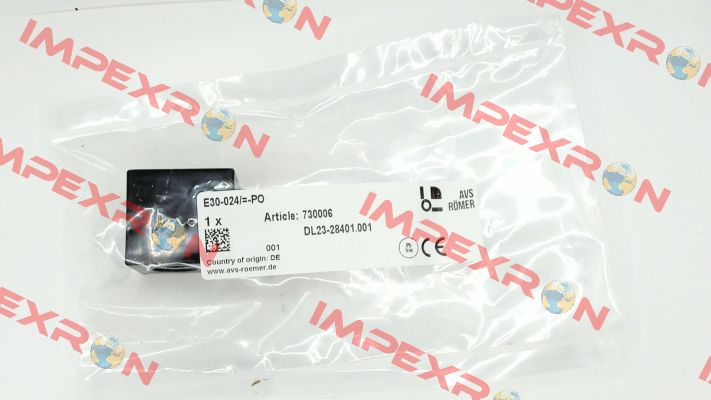 IMPEXRON
IMPEXRON
IMPEXRON
IMPEXRON
IMPEXRON
IMPEXRON
IMPEXRON
E30-024/=-PO
1 x
Article: 730006
DL23-28401.001
001
Country of origin: DE
www.avs-roemer.de
AVS
RÖMER
Pb
free
CE